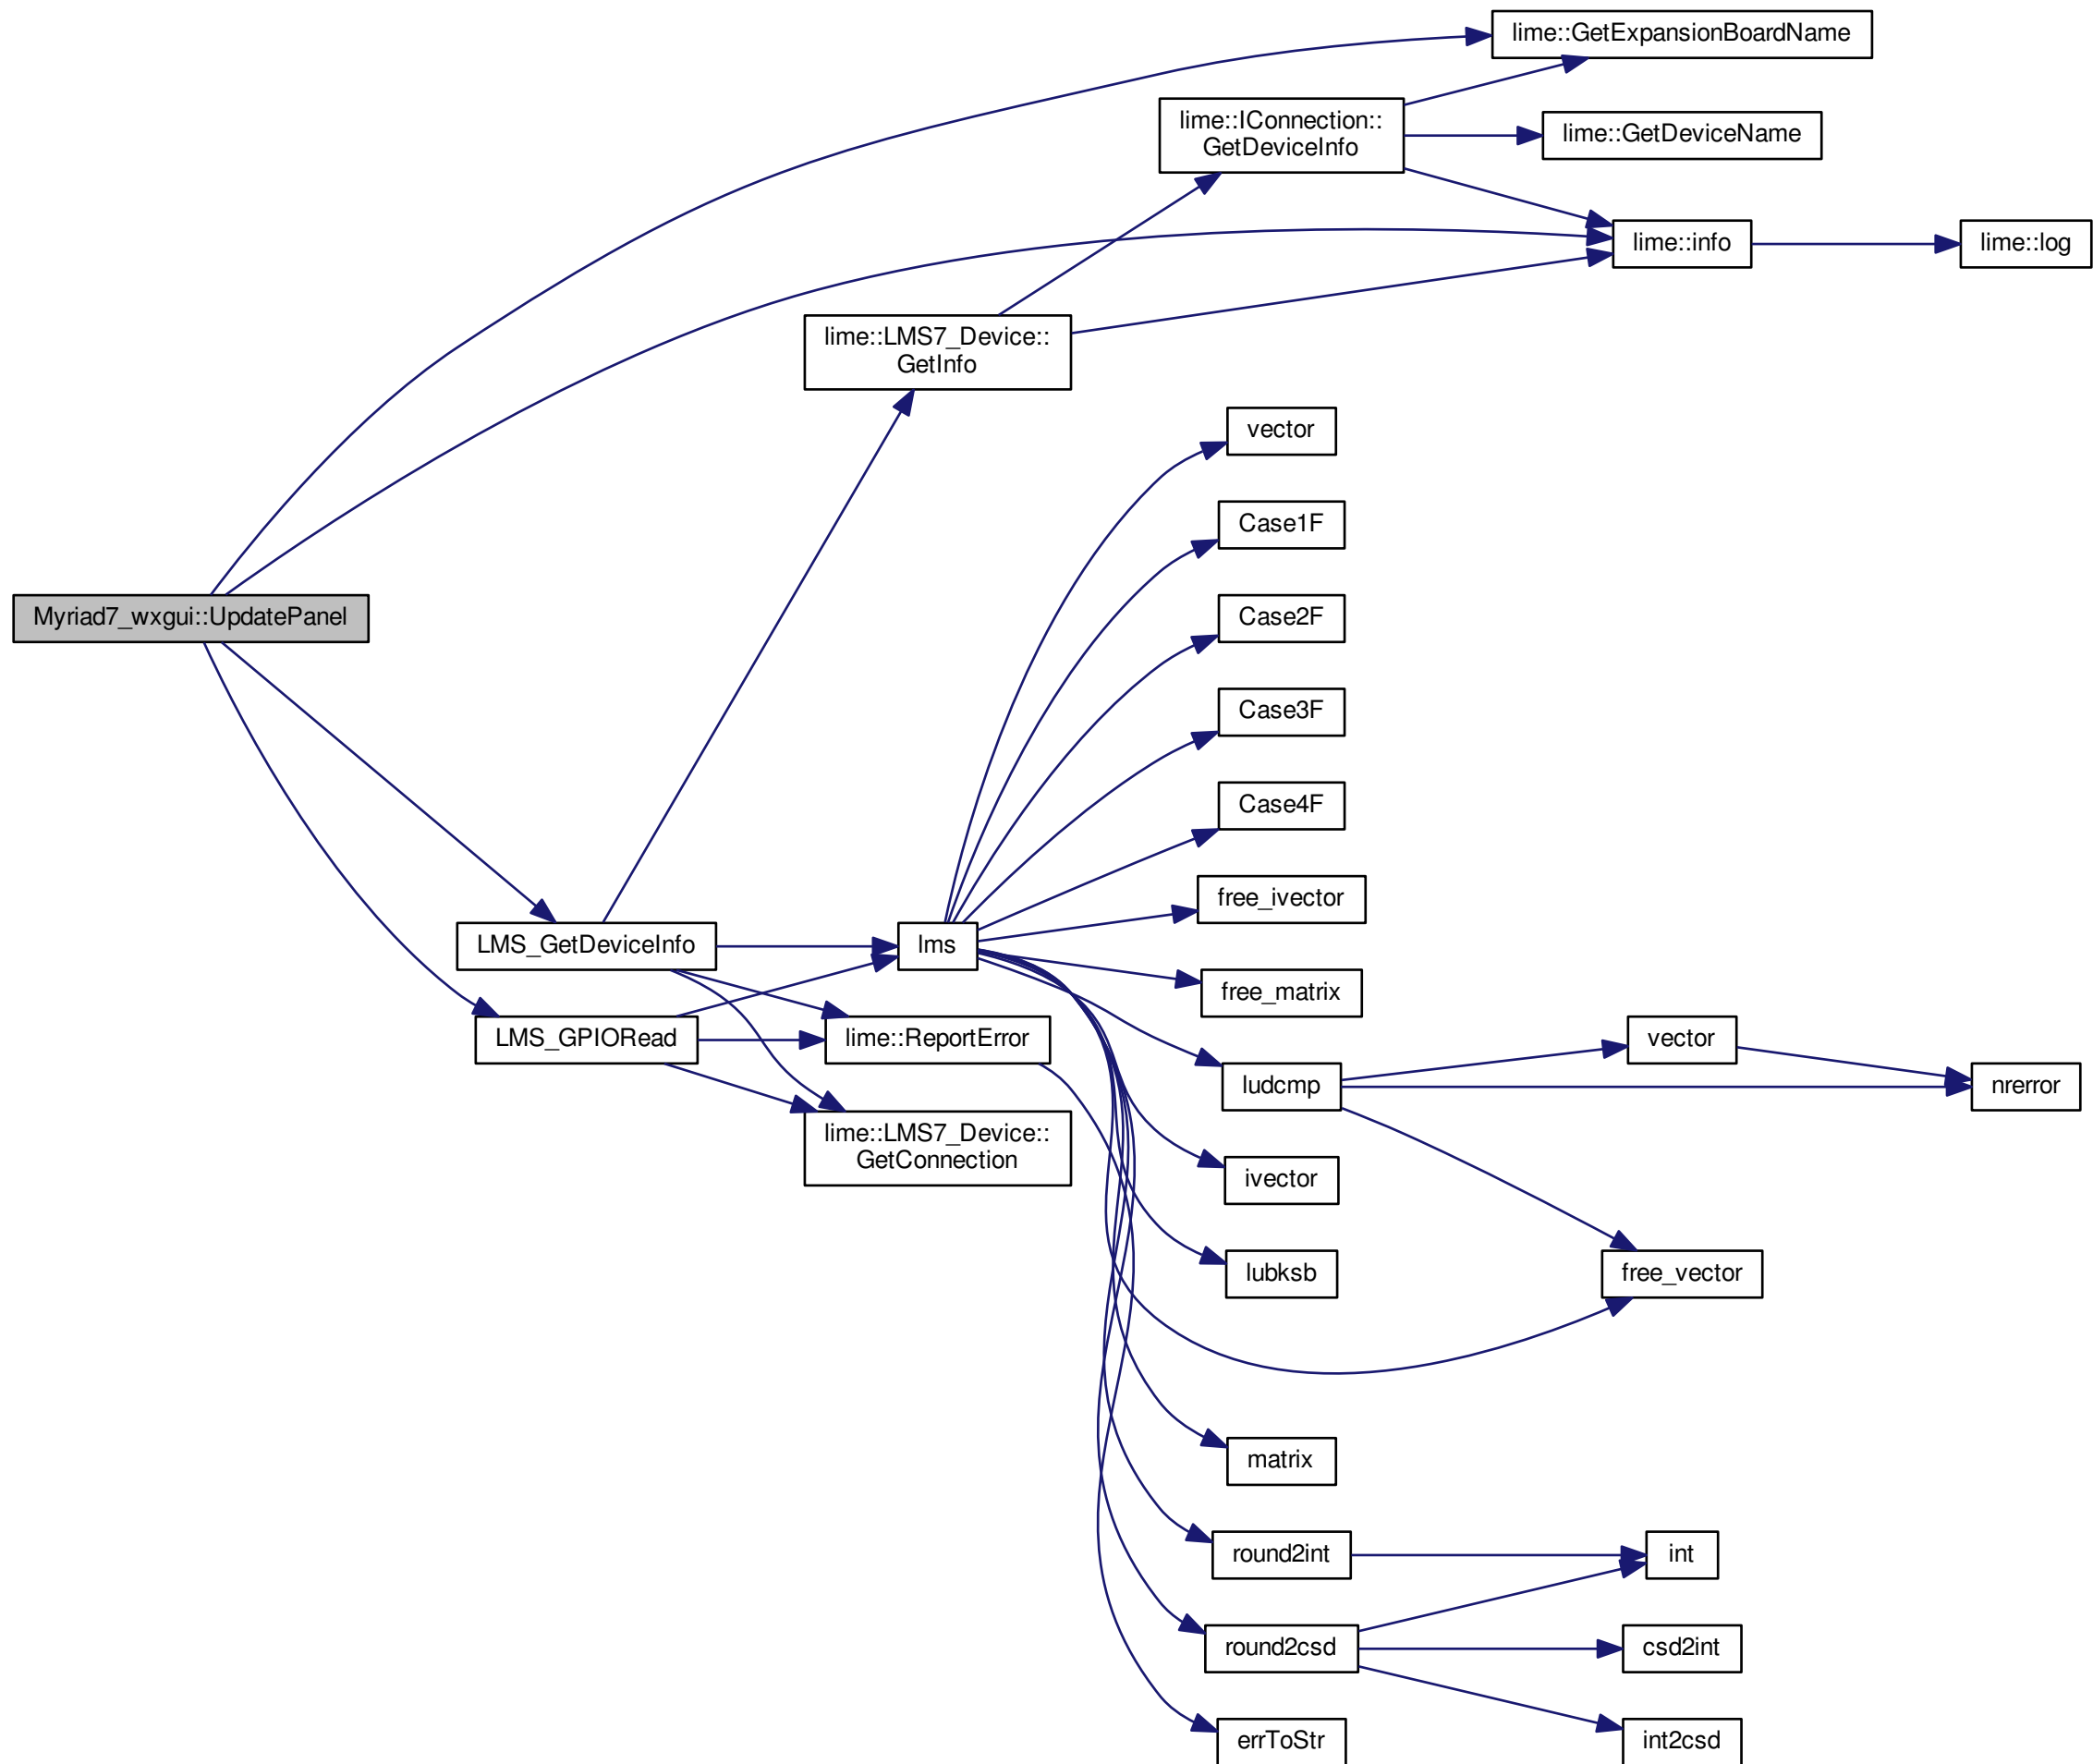 lime::GetExpansionBoardName
lime::IConnection::
GetDeviceInfo
lime::GetDeviceName
lime::info
lime::log
lime::LMS7_Device::
GetInfo
vector
Case1F
Case2F
Myriad7_wxgui::UpdatePanel
Case3F
Case4F
free_ivector
LMS_GetDeviceInfo
lms
free_matrix
LMS_GPIORead
lime::ReportError
vector
ludcmp
nrerror
lime::LMS7_Device::
GetConnection
ivector
lubksb
free_vector
matrix
round2int
int
round2csd
csd2int
errToStr
int2csd